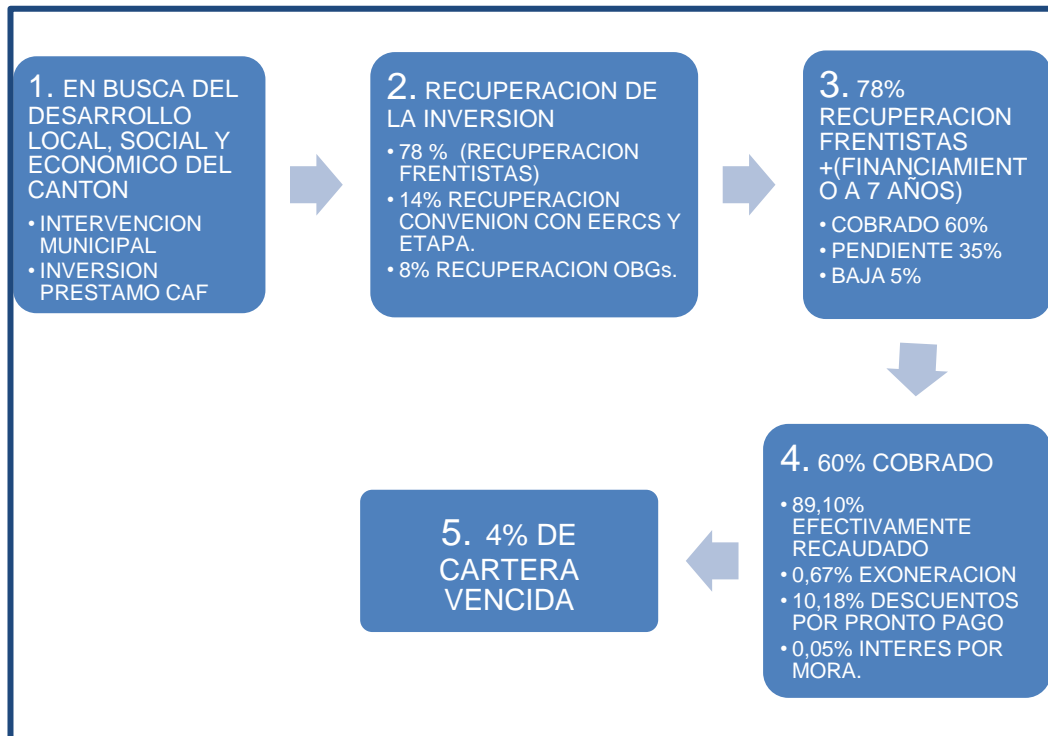 1. EN BUSCA DEL
DESARROLLO
LOCAL, SOCIAL Y
ECONOMICO DEL
CANTON
• INTERVENCION
MUNICIPAL
• INVERSION
PRESTAMO CAF
2. RECUPERACION DE
LA INVERSION
• 78 % (RECUPERACION
FRENTISTAS)
• 14% RECUPERACION
CONVENION CON EERCS Y
ETAPA.
• 8% RECUPERACION OBGs.
3. 78%
RECUPERACION
FRENTISTAS
+(FINANCIAMIENT
O A 7 AÑOS)
• COBRADO 60%
• PENDIENTE 35%
• BAJA 5%
4. 60% COBRADO
• 89,10%
EFECTIVAMENTE
RECAUDADO
• 0,67% EXONERACION
• 10,18% DESCUENTOS
POR PRONTO PAGO
• 0,05% INTERES POR
MORA.
5. 4% DE
CARTERA
VENCIDA